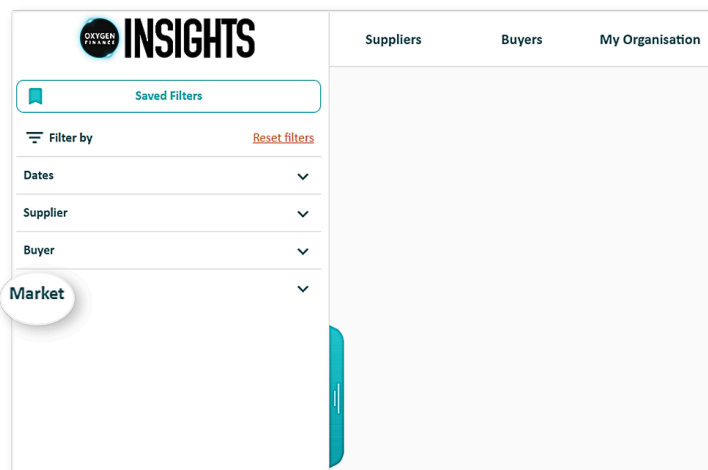 OXYGEN
FINANCE
INSIGHTS
Suppliers
Buyers
My Organisation
Saved Filters
Filter by
Reset filters
Dates
Supplier
Buyer
Market